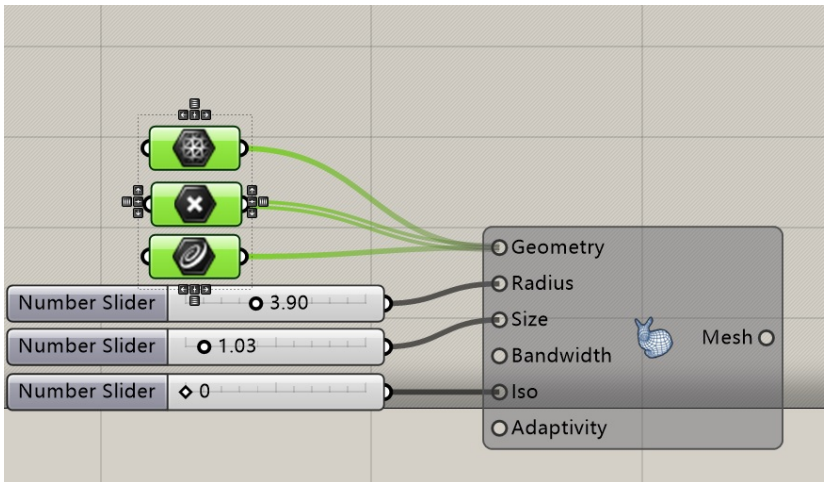 Geometry
Number Slider 3.90 Radius
Number Slider 1.03 Size
Bandwidth
Mesh
Number Slider 0 Iso
Adaptivity